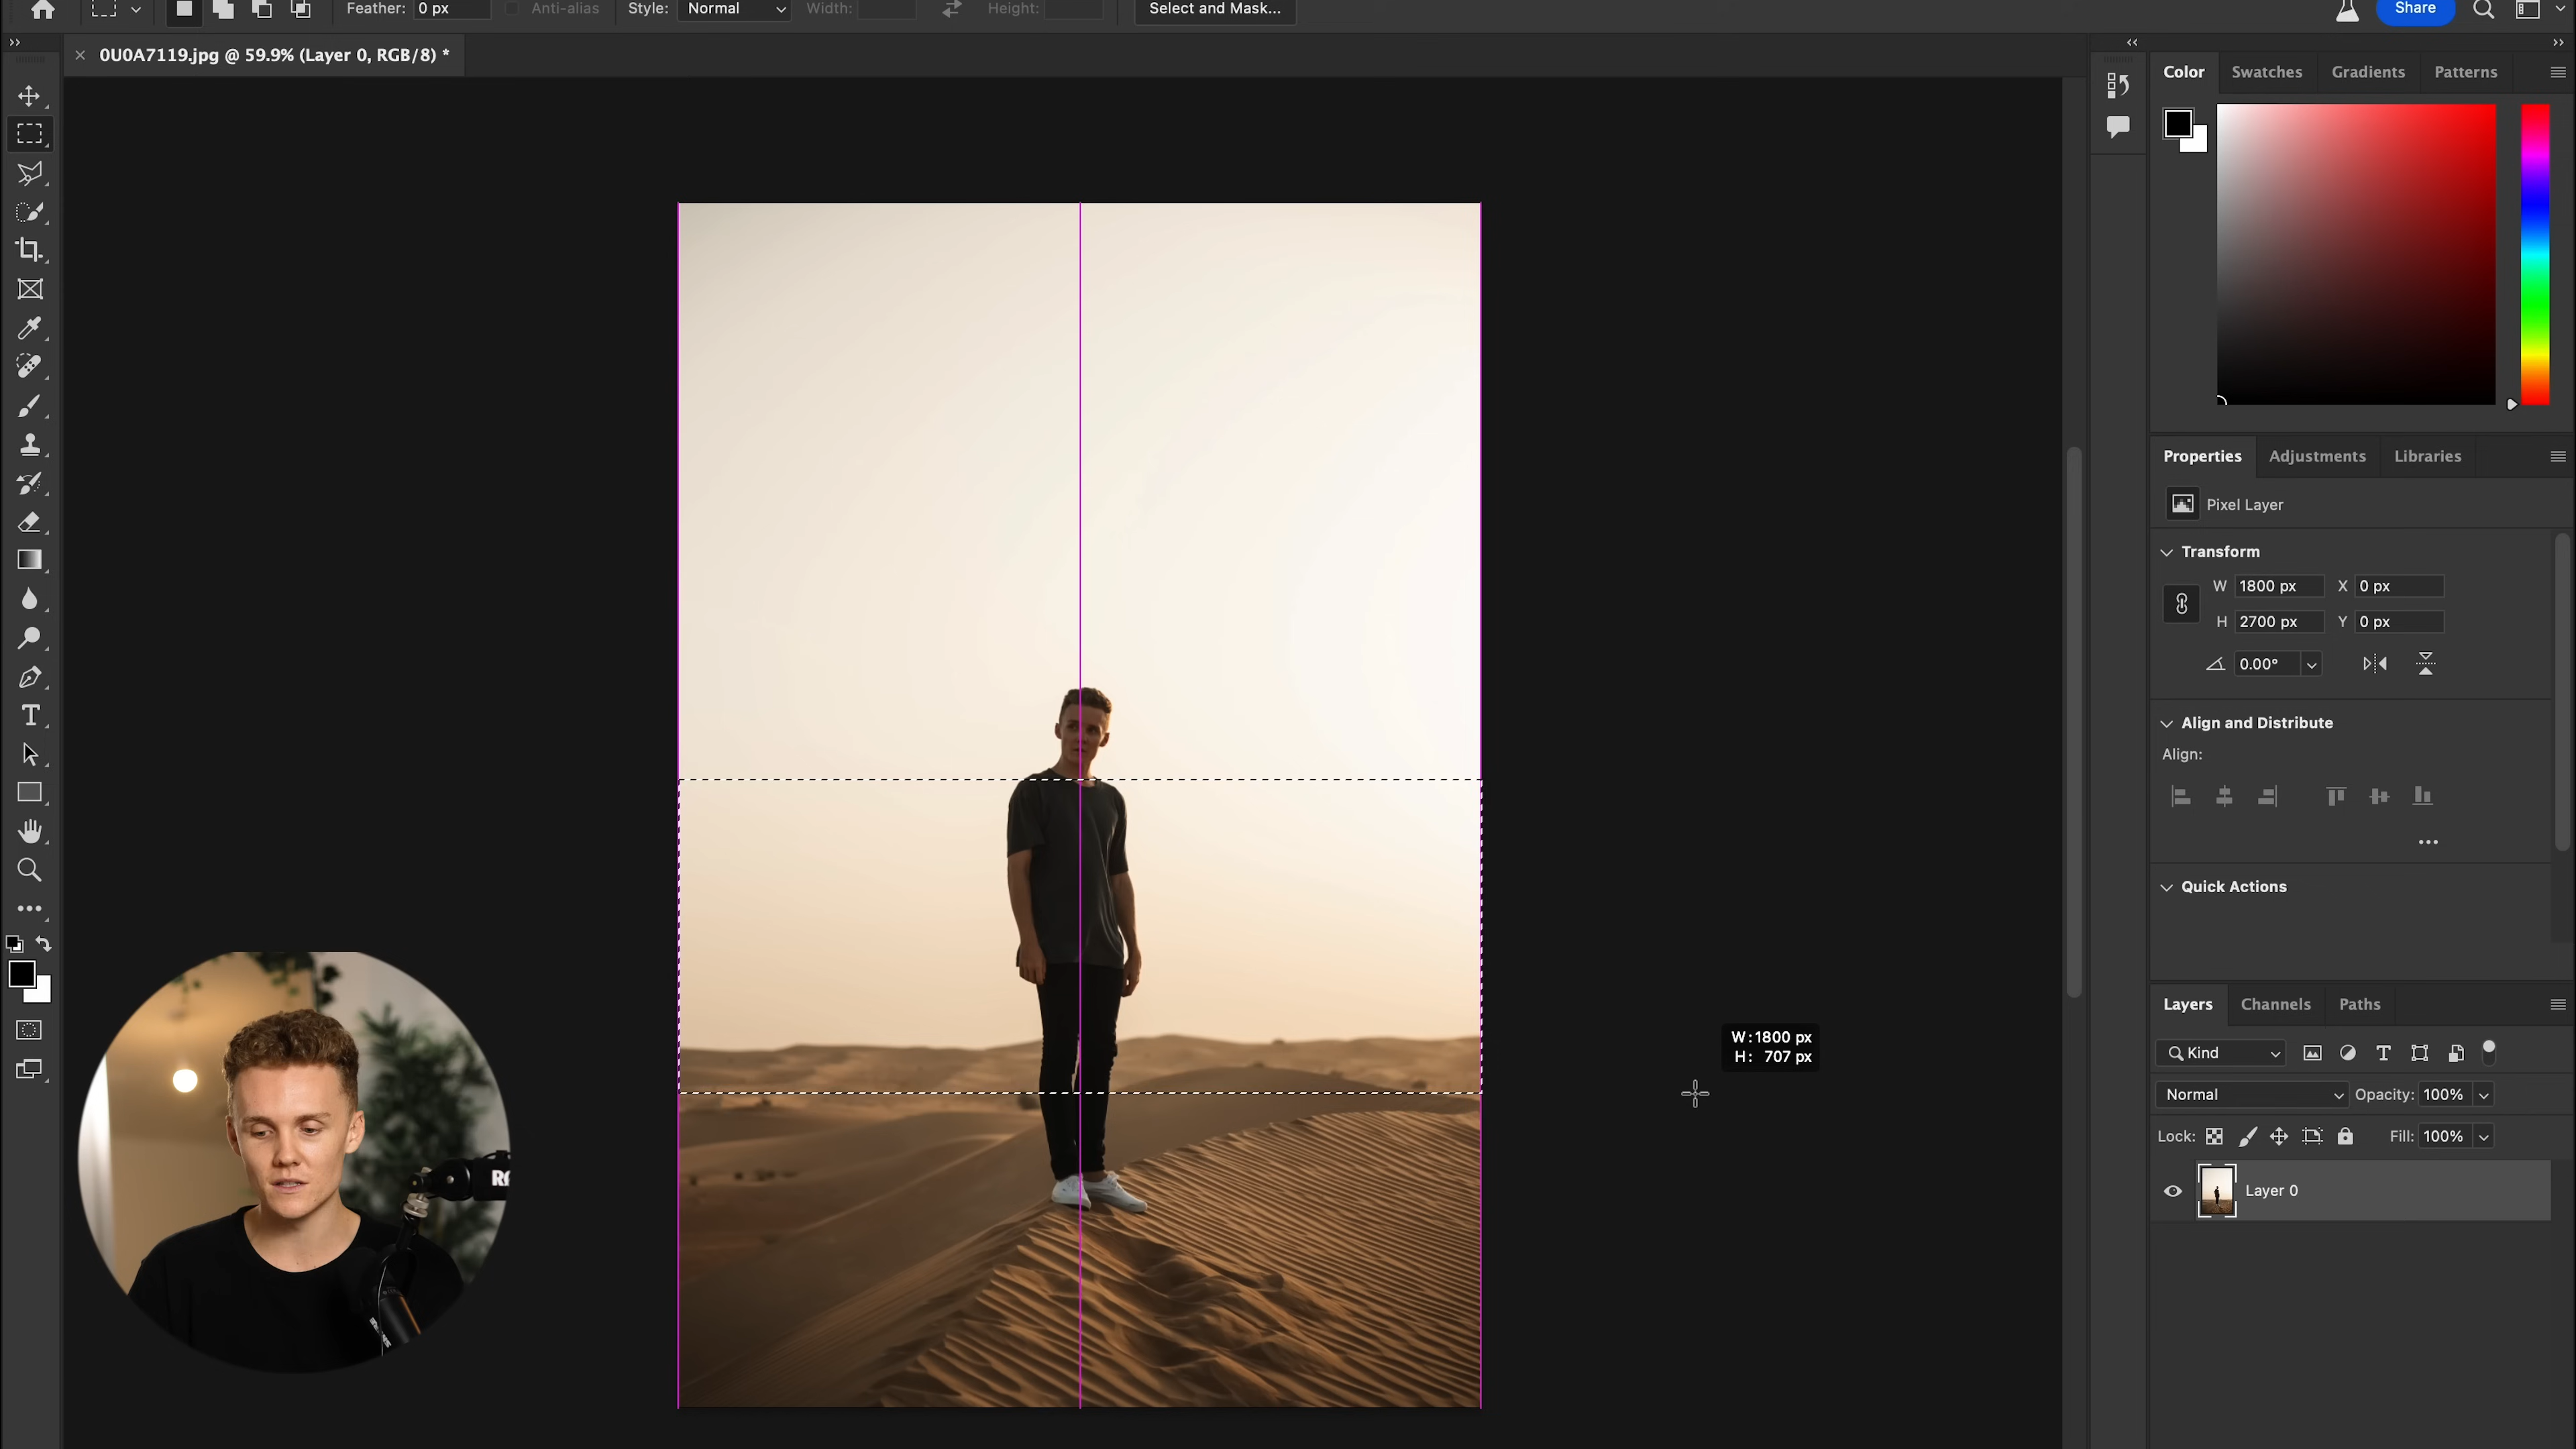 Feather: 0 px Anti-alias Style: Normal Width: Height: Select and Mask... Share
0U0A7119.jpg @ 59.9% (Layer 0, RGB/8) *
Color Swatches Gradients Patterns
Properties Adjustments Libraries
Pixel Layer
Transform
W 1800 px X 0 px
H 2700 px Y 0 px
0.00°
Align and Distribute
Align:
Quick Actions
W: 1800 px
H: 707 px
Layers Channels Paths
Kind
Normal Opacity: 100%
Lock: Fill: 100%
Layer 0